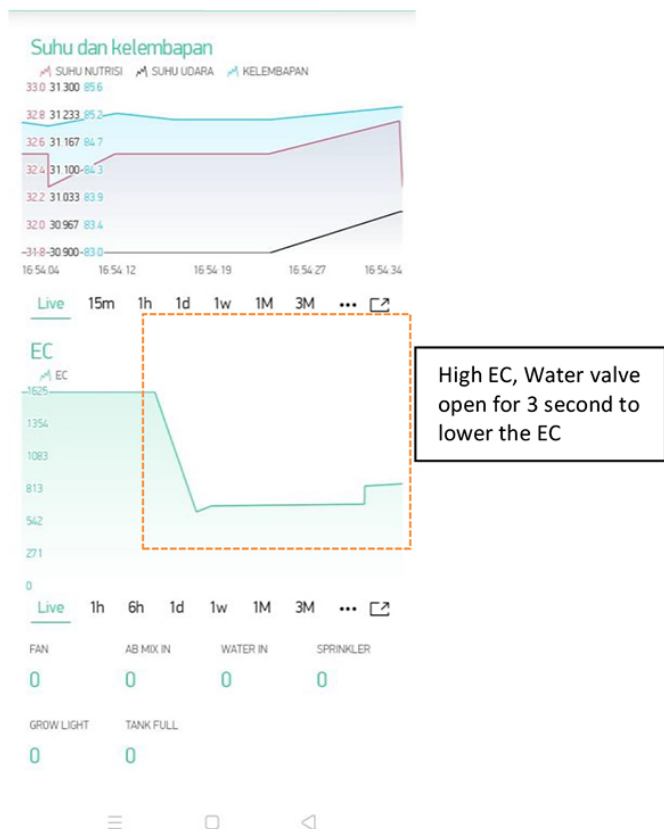 Suhu dan kelembapan
SUHU NUTRISI SUHU UDARA KELEMBAPAN
33.0 31.300 85.6
32.8 31.233 85.2
32.6 31.167 84.7
32.4 31.100 84.3
32.2 31.033 83.9
32.0 30.967 83.4
31.8 30.900 83.0
16:54:04 16:54:12 16:54:19 16:54:27 16:54:34
Live 15m 1h 1d 1w 1M 3M •••
EC
EC
1625
1354
1083
813
542
271
0
High EC, Water valve
open for 3 second to
lower the EC
Live 1h 6h 1d 1w 1M 3M •••
FAN AB MIX IN WATER IN SPRINKLER
0 0 0 0
GROW LIGHT TANK FULL
0 0